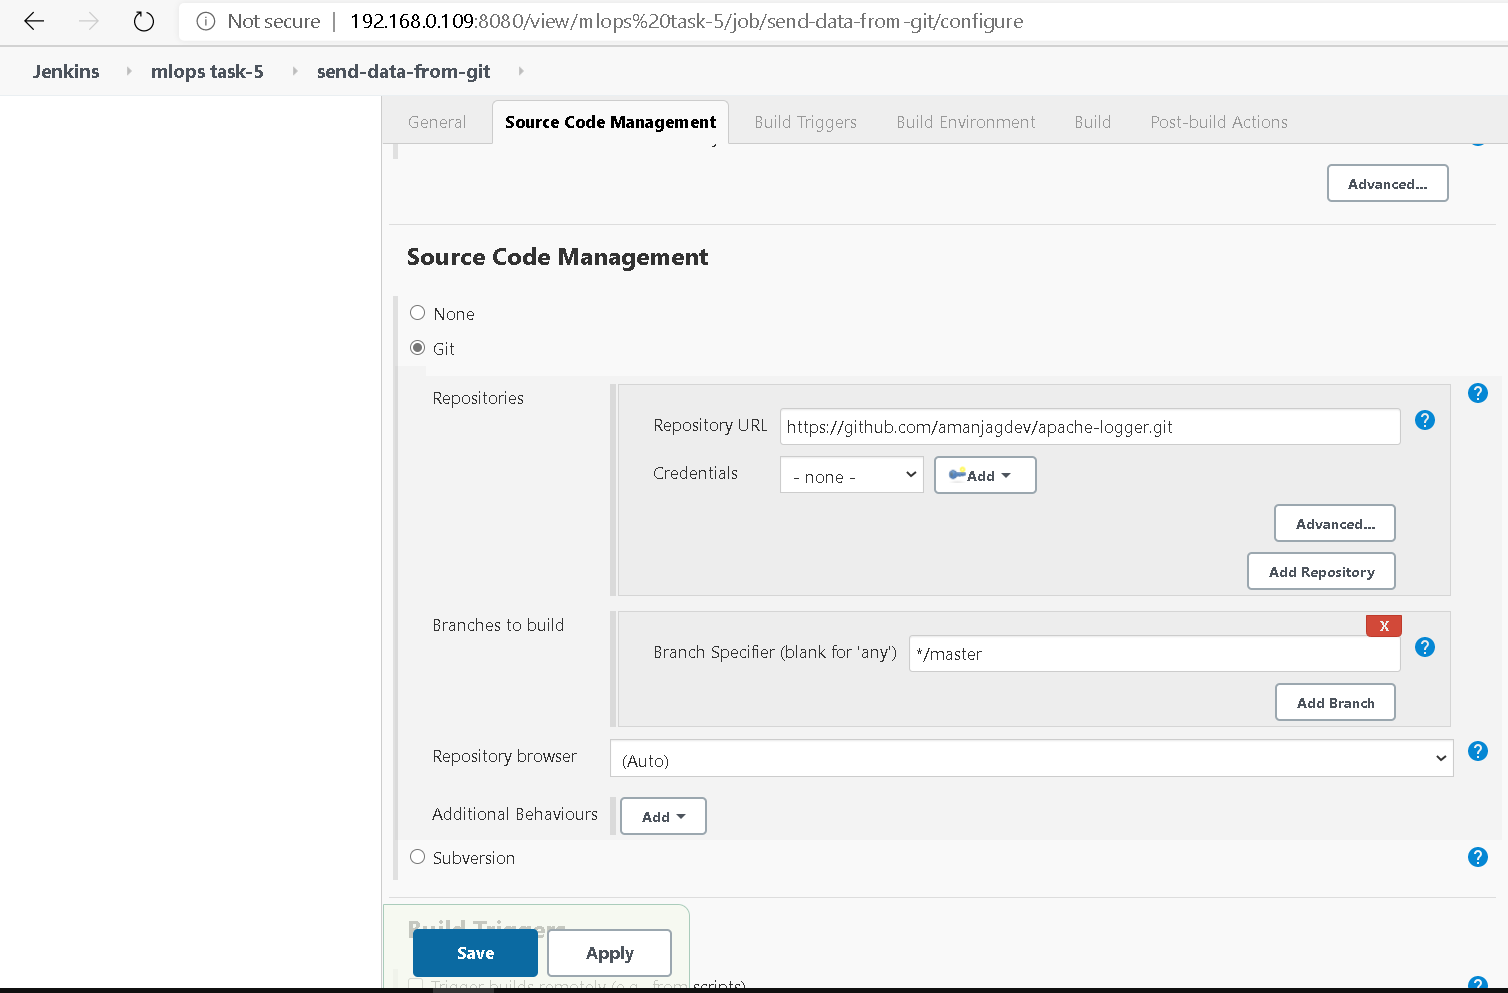 Not secure | 192.168.0.109:8080/view/mlops%20task-5/job/send-data-from-git/configure
Jenkins mlops task-5 send-data-from-git
General Source Code Management Build Triggers Build Environment Build Post-build Actions
Advanced...
Source Code Management
None
Git
Repositories
?
Repository URL https://github.com/amanjagdev/apache-logger.git ?
Credentials - none - Add
Advanced...
Add Repository
Branches to build
X
Branch Specifier (blank for 'any') */master ?
Add Branch
Repository browser (Auto) ?
Additional Behaviours Add
Subversion ?
Build Triggers
Save Apply
Trigger builds remotely (e.g., from scripts) ?